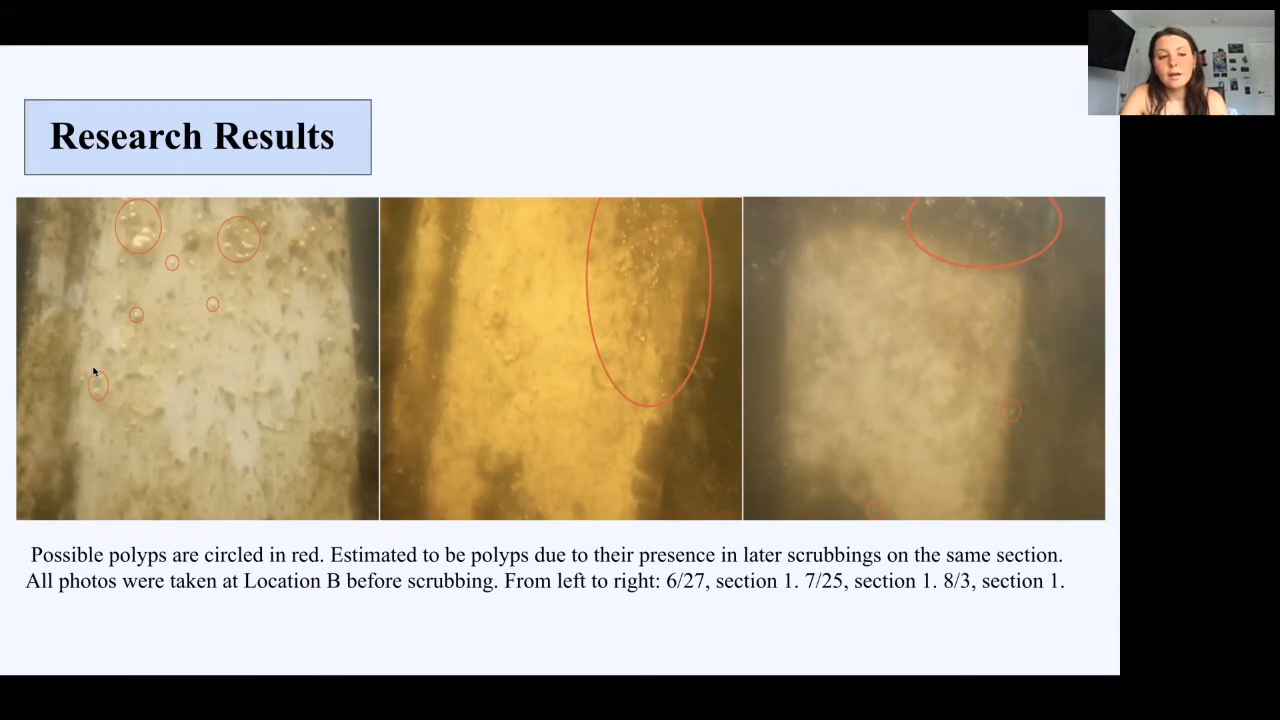 Research Results
Possible polyps are circled in red. Estimated to be polyps due to their presence in later scrubbings on the same section.
All photos were taken at Location B before scrubbing. From left to right: 6/27, section 1. 7/25, section 1. 8/3, section 1.